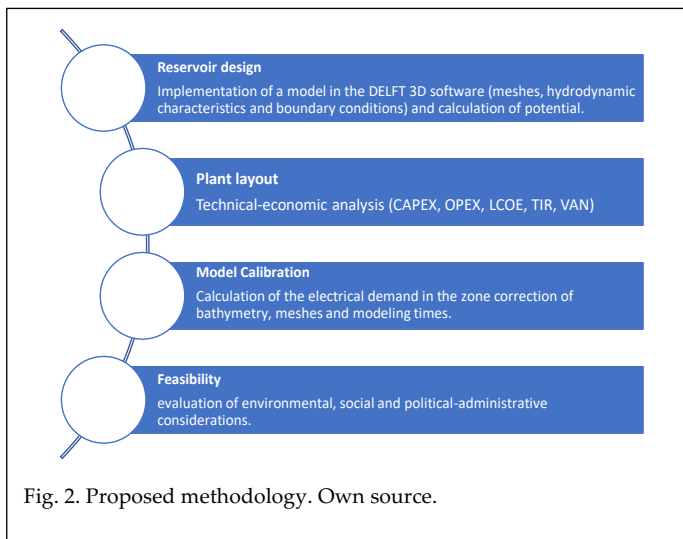 Reservoir design
Implementation of a model in the DELFT 3D software (meshes, hydrodynamic
characteristics and boundary conditions) and calculation of potential.
Plant layout
Technical-economic analysis (CAPEX, OPEX, LCOE, TIR, VAN)
Model Calibration
Calculation of the electrical demand in the zone correction of
bathymetry, meshes and modeling times.
Feasibility
evaluation of environmental, social and political-administrative
considerations.
Fig. 2. Proposed methodology. Own source.